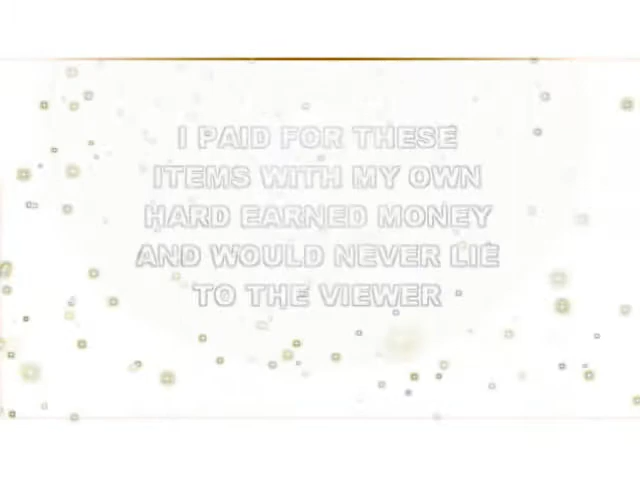 I PAID FOR THESE
ITEMS WITH MY OWN
HARD EARNED MONEY
AND WOULD NEVER LIE
TO THE VIEWER